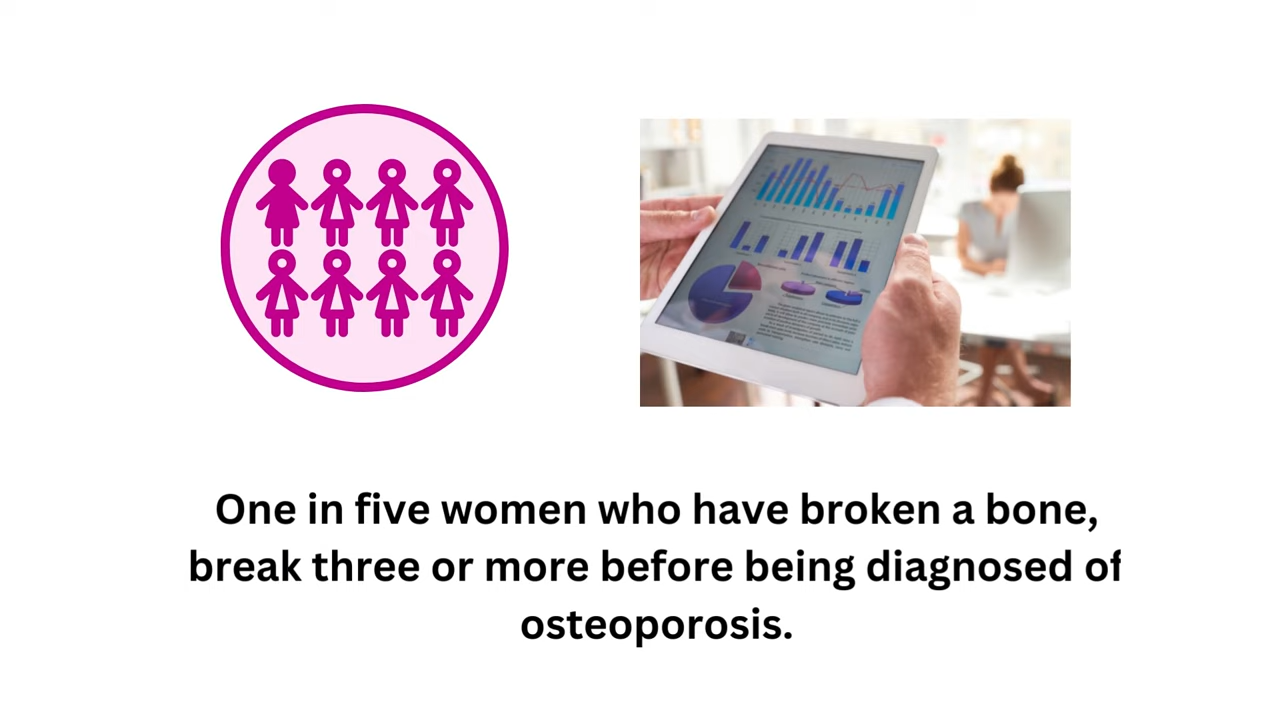 One in five women who have broken a bone,
break three or more before being diagnosed of
osteoporosis.